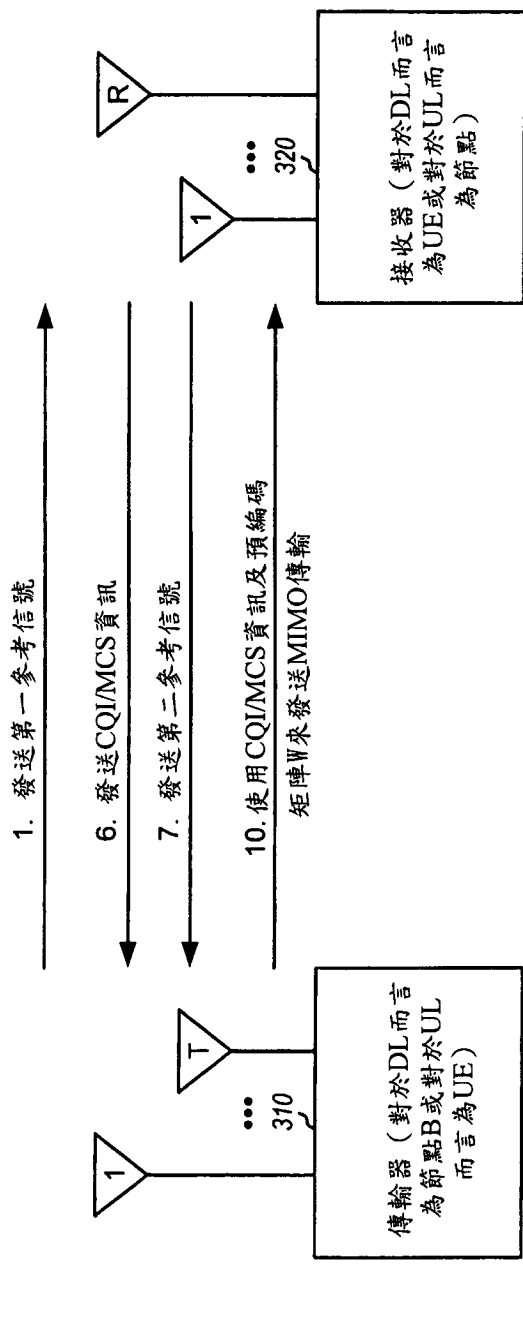 1. 發送第一參考信號
6. 發送CQI/MCS資訊
7. 發送第二參考信號
10. 使用CQI/MCS資訊及預編碼
矩陣W來發送MIMO傳輸
1
T
310
傳輸器（對於DL而言
為節點B或對於UL
而言為UE）
1
R
320
接收器（對於DL而言
為UE或對於UL而言
為節點）